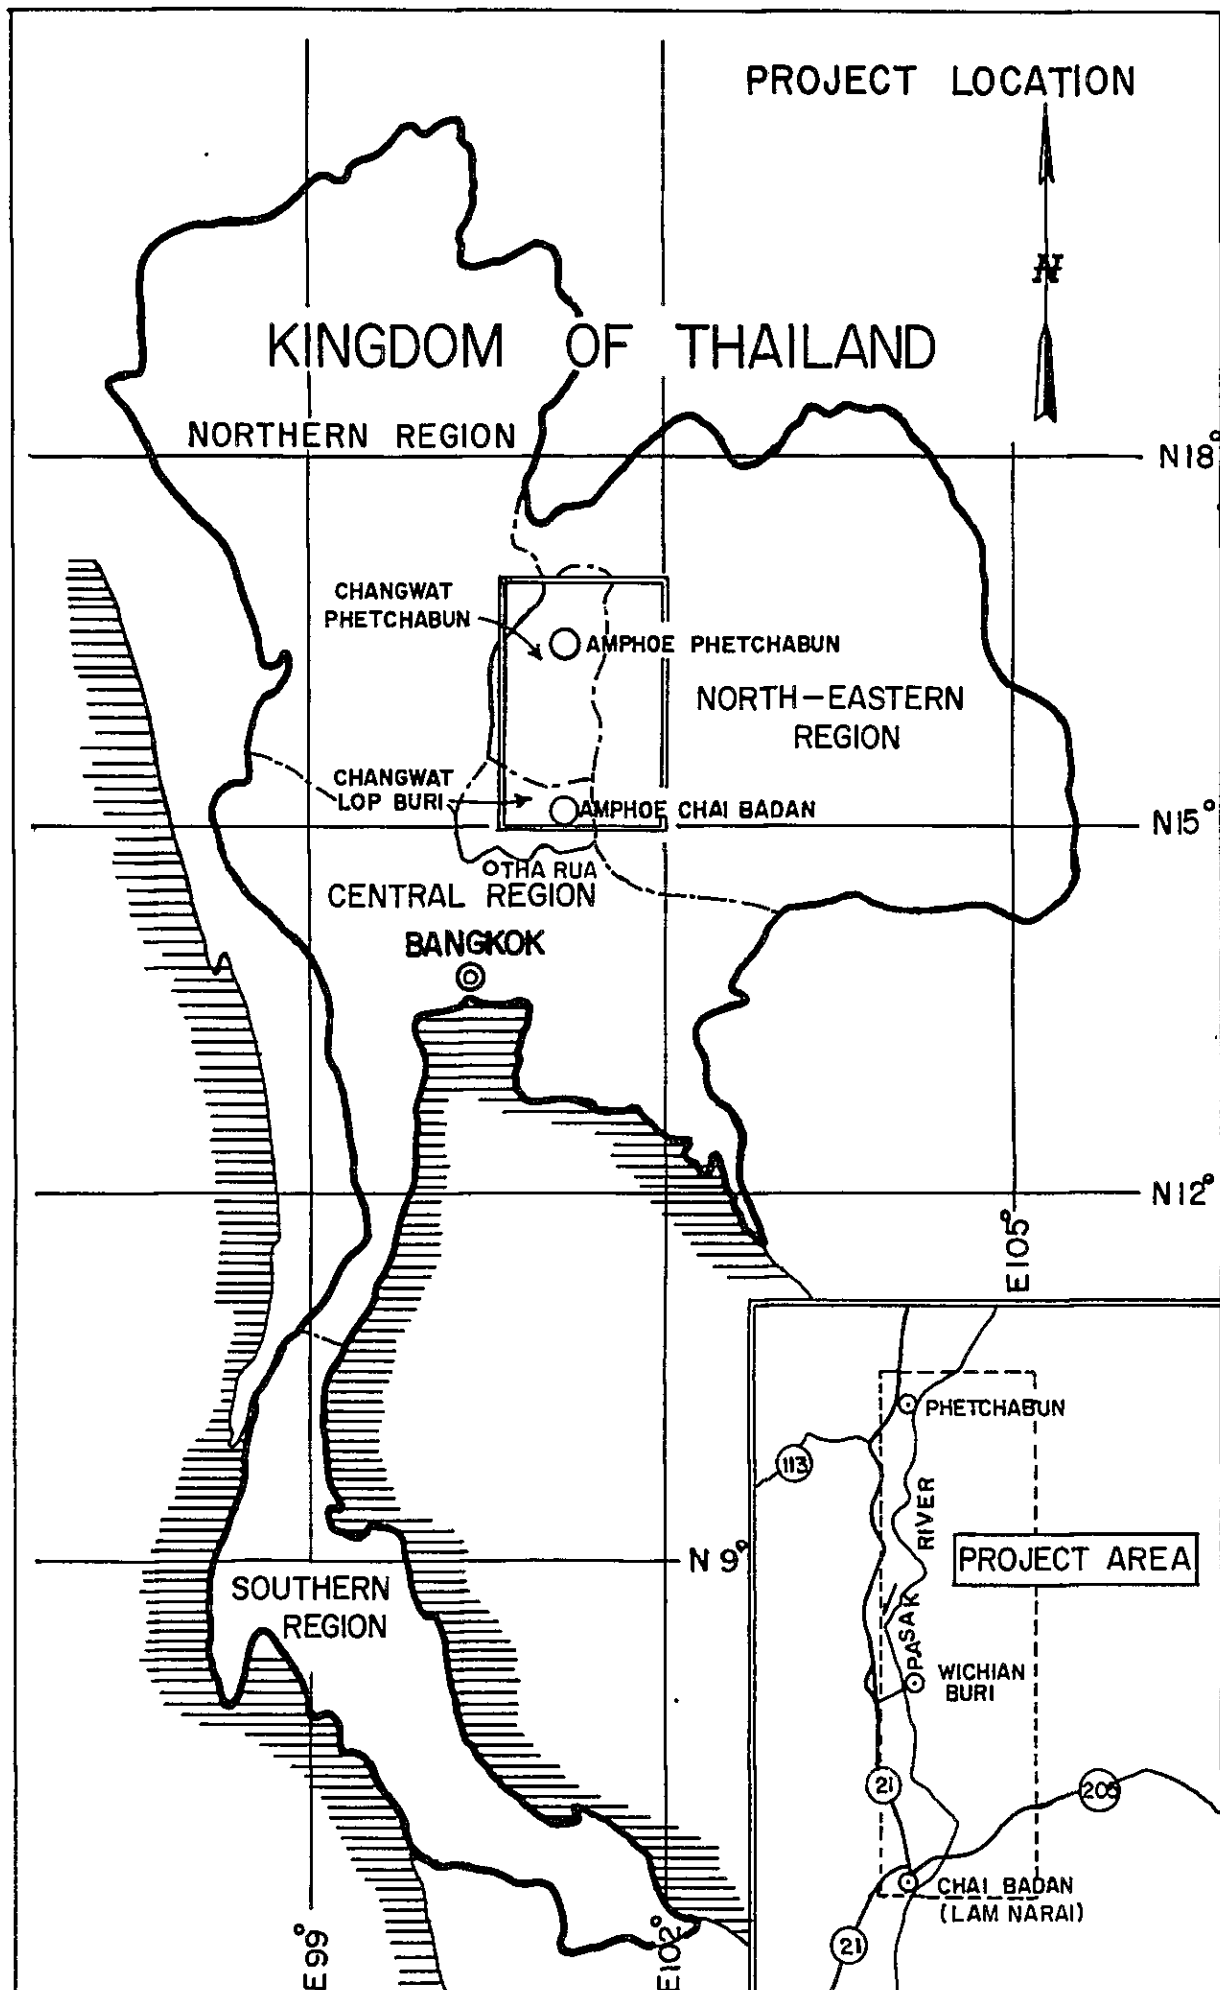 PROJECT LOCATION
N
KINGDOM OF THAILAND
NORTHERN REGION
N18°
CHANGWAT
PHETCHABUN
AMPHOE PHETCHABUN
NORTH-EASTERN
REGION
CHANGWAT
LOP BURI
AMPHOE CHAI BADAN
N15°
THA RUA
CENTRAL REGION
BANGKOK
N12°
E105°
N 9°
SOUTHERN
REGION
E99°
E102°
PHETCHABUN
113
PASAK RIVER
PROJECT AREA
WICHIAN
BURI
21
205
CHAI BADAN
(LAM NARAI)
21